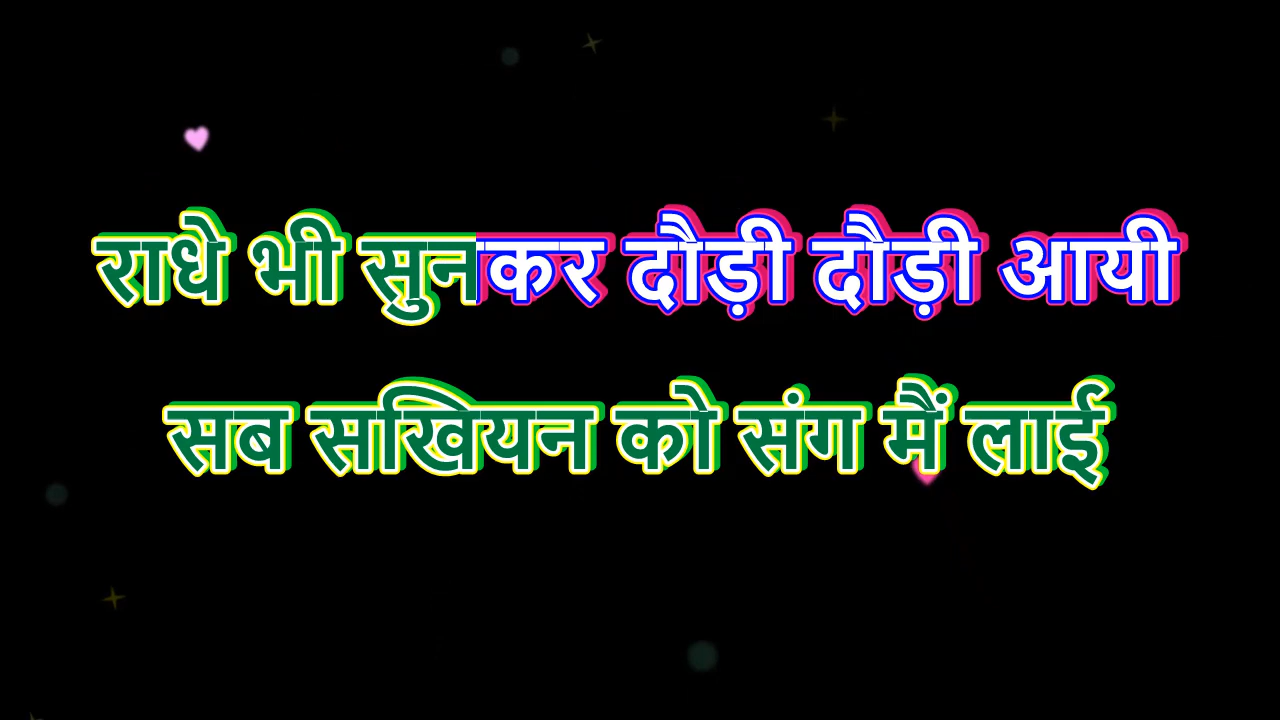 राधे भी सुनकर दौड़ी दौड़ी आयी
सब सखियन को संग मैं लाई